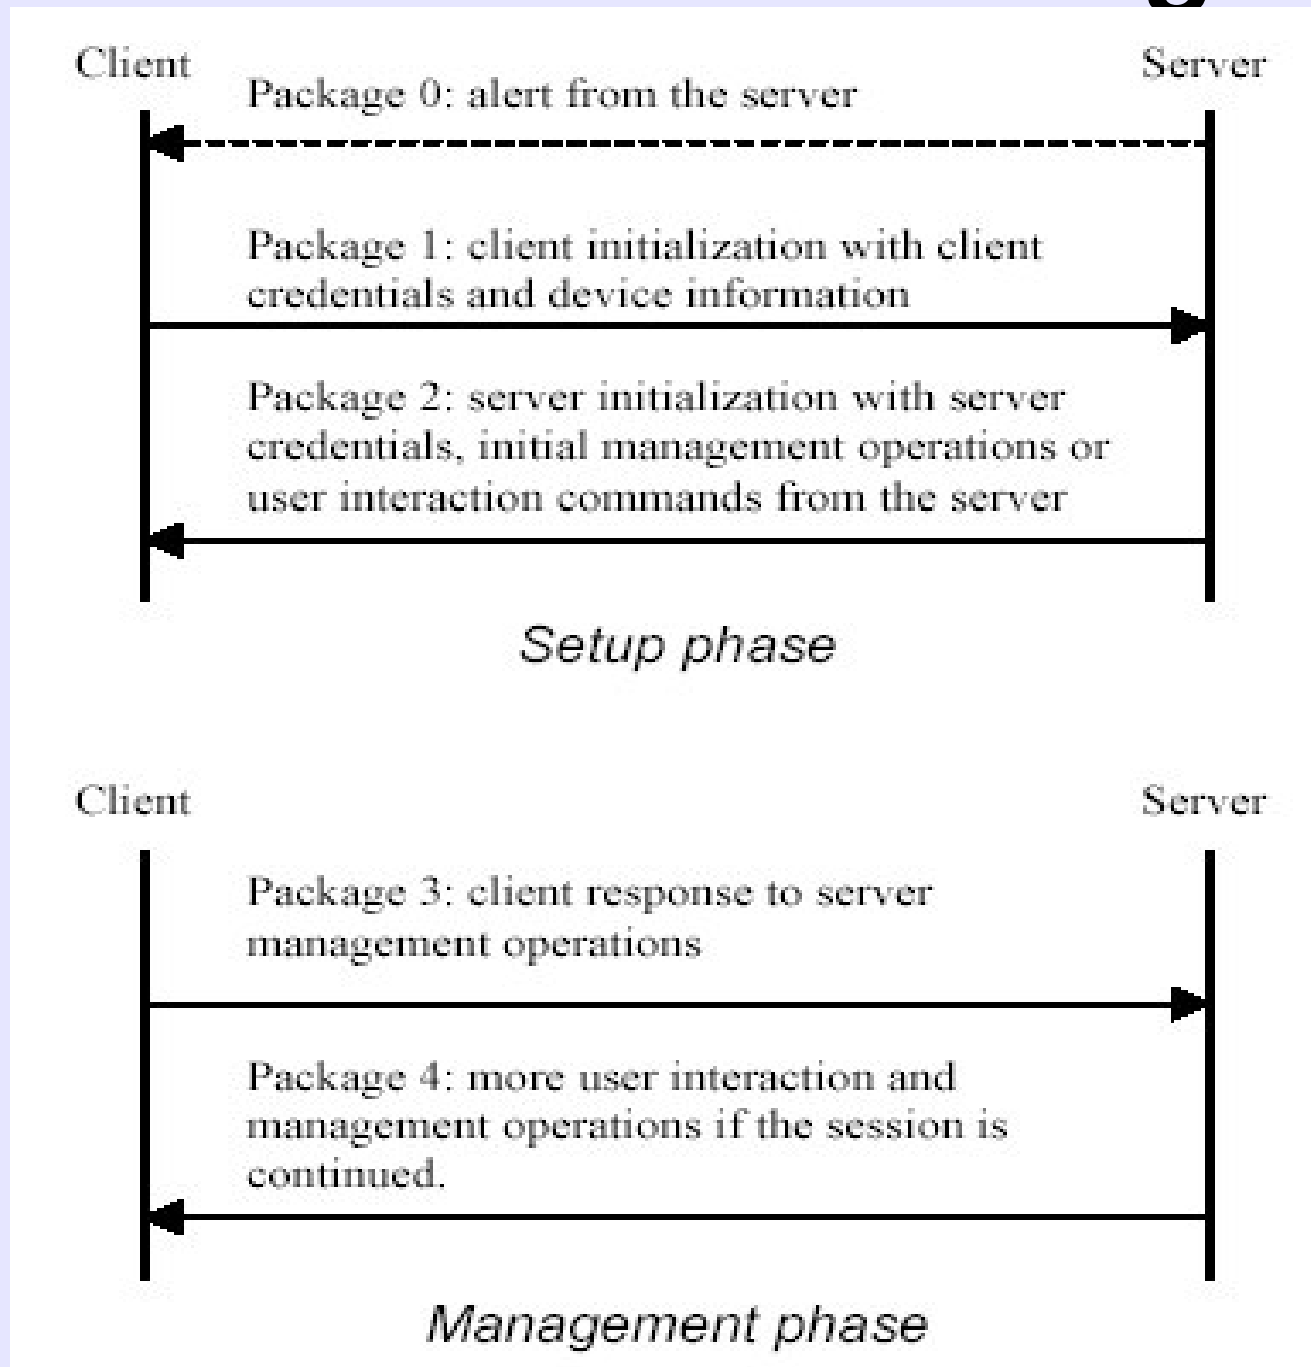 Client
Server
Package 0: alert from the server
Package 1: client initialization with client
credentials and device information
Package 2: server initialization with server
credentials, initial management operations or
user interaction commands from the server
Setup phase
Client
Server
Package 3: client response to server
management operations
Package 4: more user interaction and
management operations if the session is
continued.
Management phase